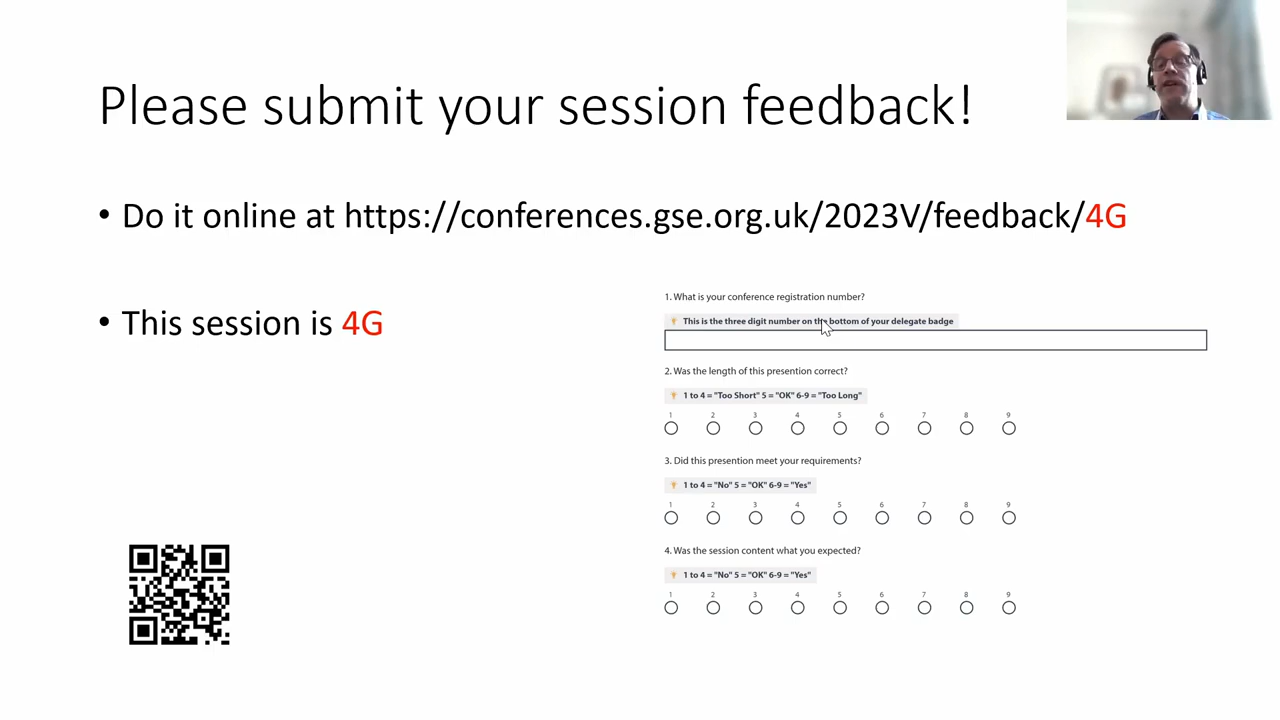 Please submit your session feedback!
• Do it online at https://conferences.gse.org.uk/2023V/feedback/4G
• This session is 4G
1. What is your conference registration number?
This is the three digit number on the bottom of your delegate badge
2. Was the length of this presention correct?
1 to 4 = "Too Short" 5 = "OK" 6-9 = "Too Long"
1 2 3 4 5 6 7 8 9
3. Did this presention meet your requirements?
1 to 4 = "No" 5 = "OK" 6-9 = "Yes"
1 2 3 4 5 6 7 8 9
4. Was the session content what you expected?
1 to 4 = "No" 5 = "OK" 6-9 = "Yes"
1 2 3 4 5 6 7 8 9